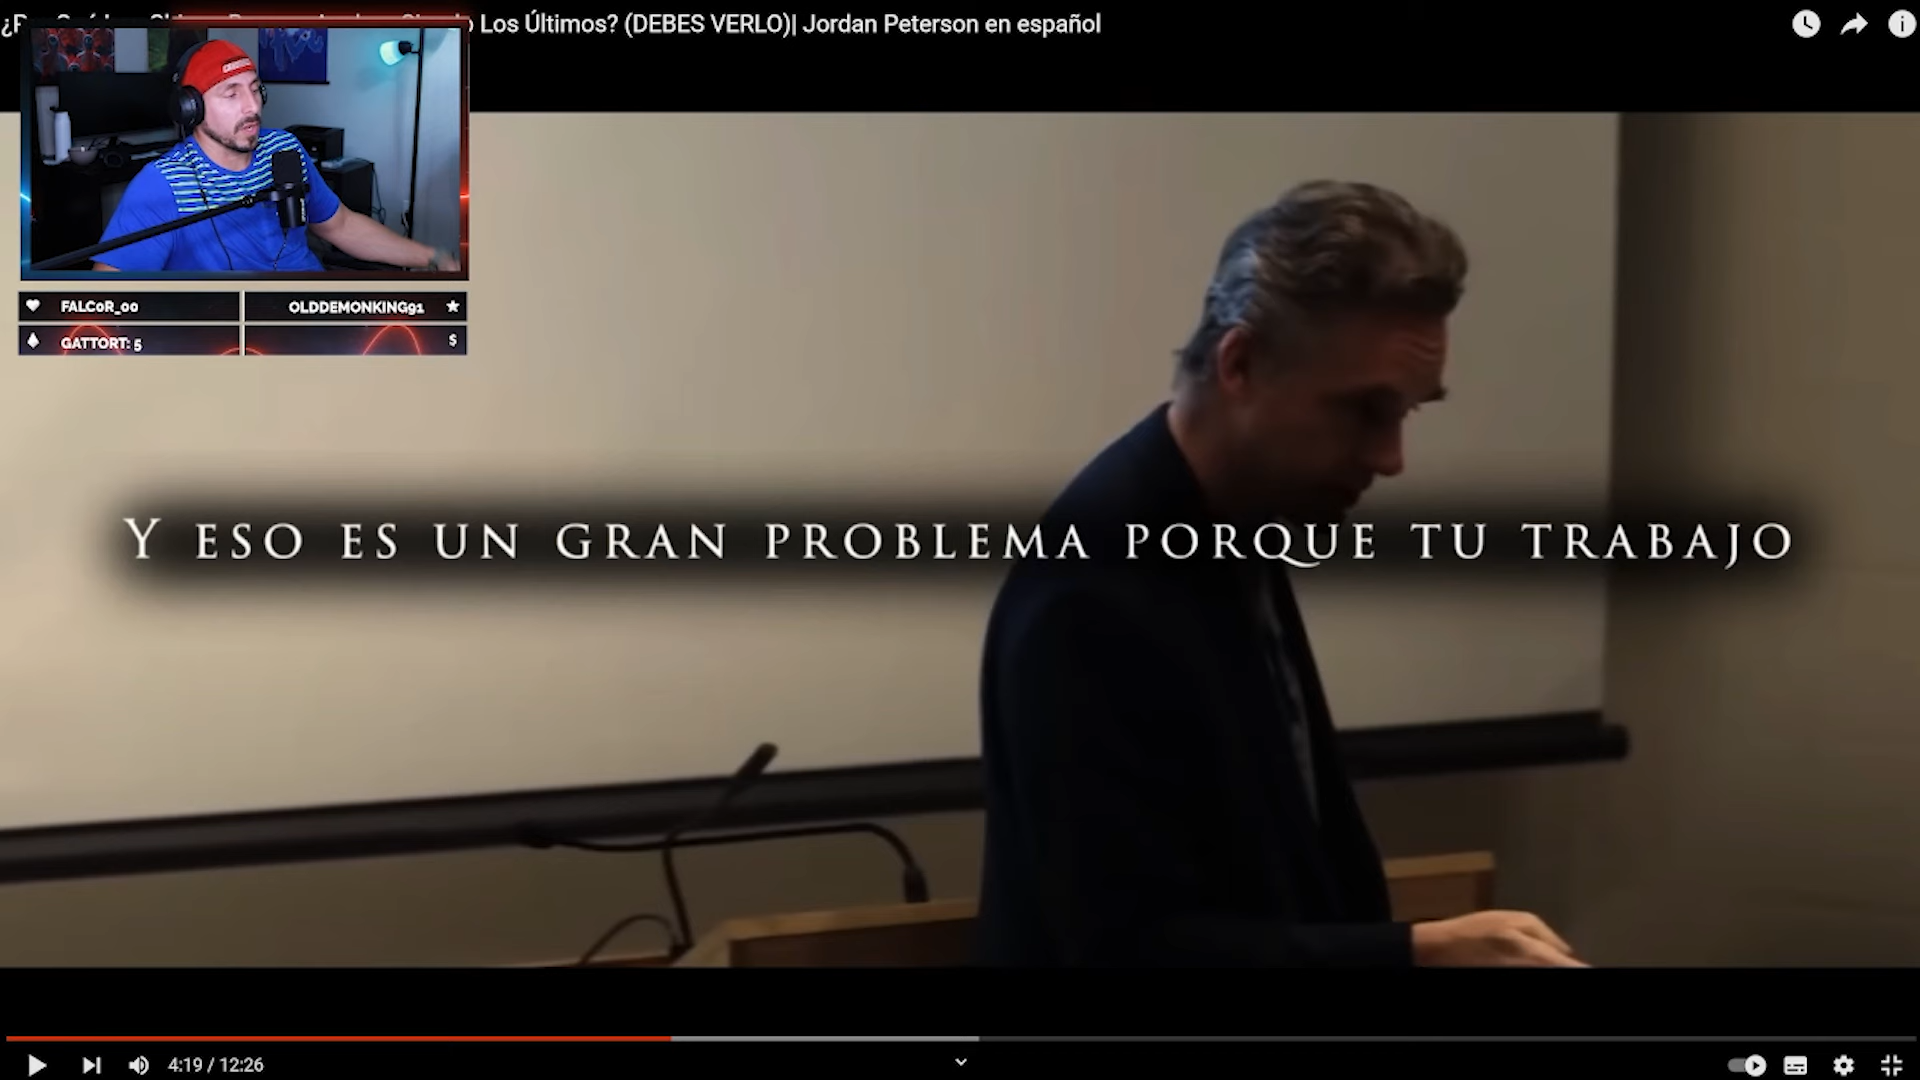 Los Últimos? (DEBES VERLO)| Jordan Peterson en español
FALC0R_00
OLDDEMONKING91
GATTORT: 5
$
Y ESO ES UN GRAN PROBLEMA PORQUE TU TRABAJO
4:19 / 12:26